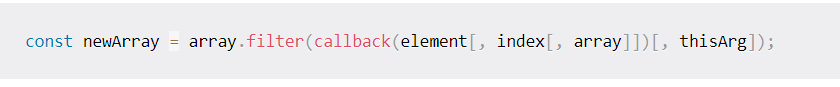 const newArray = array.filter(callback(element[, index[, array]])[, thisArg]);